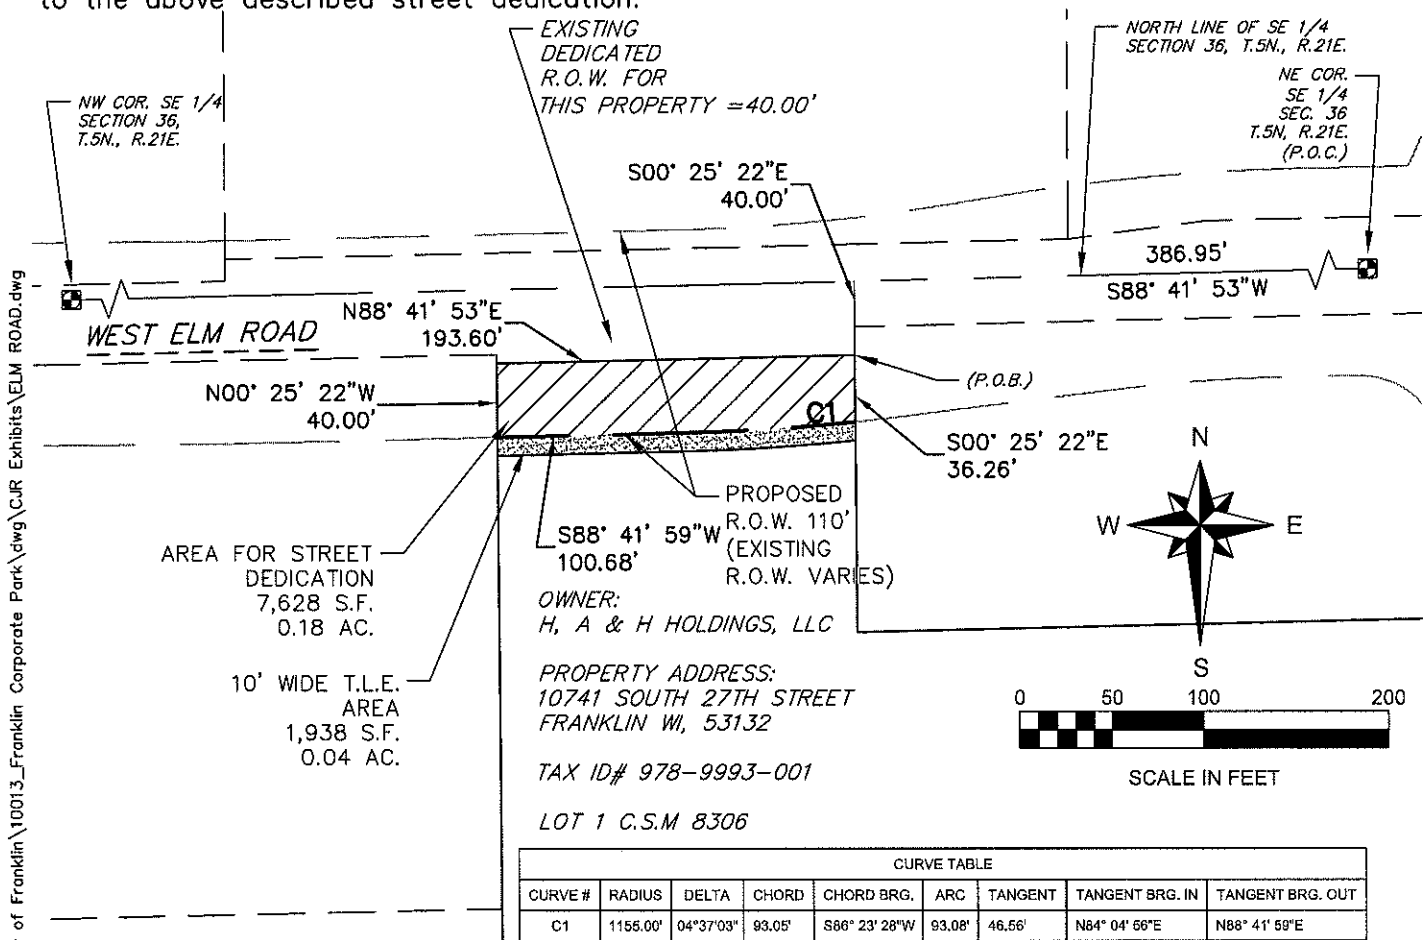 to the above described street dedication.
EXISTING
DEDICATED
R.O.W. FOR
THIS PROPERTY =40.00'
NORTH LINE OF SE 1/4
SECTION 36, T.5N., R.21E.
NW COR. SE 1/4
SECTION 36,
T.5N., R.21E.
NE COR.
SE 1/4
SEC. 36
T.5N, R.21E.
(P.O.C.)
S00° 25' 22"E
40.00'
386.95'
S88° 41' 53"W
N88° 41' 53"E
193.60'
WEST ELM ROAD
N00° 25' 22"W
40.00'
(P.O.B.)
C1
S00° 25' 22"E
36.26'
PROPOSED
R.O.W. 110'
(EXISTING
R.O.W. VARIES)
S88° 41' 59"W
100.68'
AREA FOR STREET
DEDICATION
7,628 S.F.
0.18 AC.
10' WIDE T.L.E.
AREA
1,938 S.F.
0.04 AC.
OWNER:
H, A & H HOLDINGS, LLC
PROPERTY ADDRESS:
10741 SOUTH 27TH STREET
FRANKLIN WI, 53132
TAX ID# 978-9993-001
LOT 1 C.S.M 8306
N
W E
S
0 50 100 200
SCALE IN FEET
CURVE TABLE
CURVE # RADIUS DELTA CHORD CHORD BRG. ARC TANGENT TANGENT BRG. IN TANGENT BRG. OUT
C1 1155.00' 04°37'03" 93.05' S86° 23' 28"W 93.08' 46.56' N84° 04' 56"E N88° 41' 59"E
of Franklin\10013_Franklin Corporate Park\dwg\CJR Exhibits\ELM ROAD.dwg